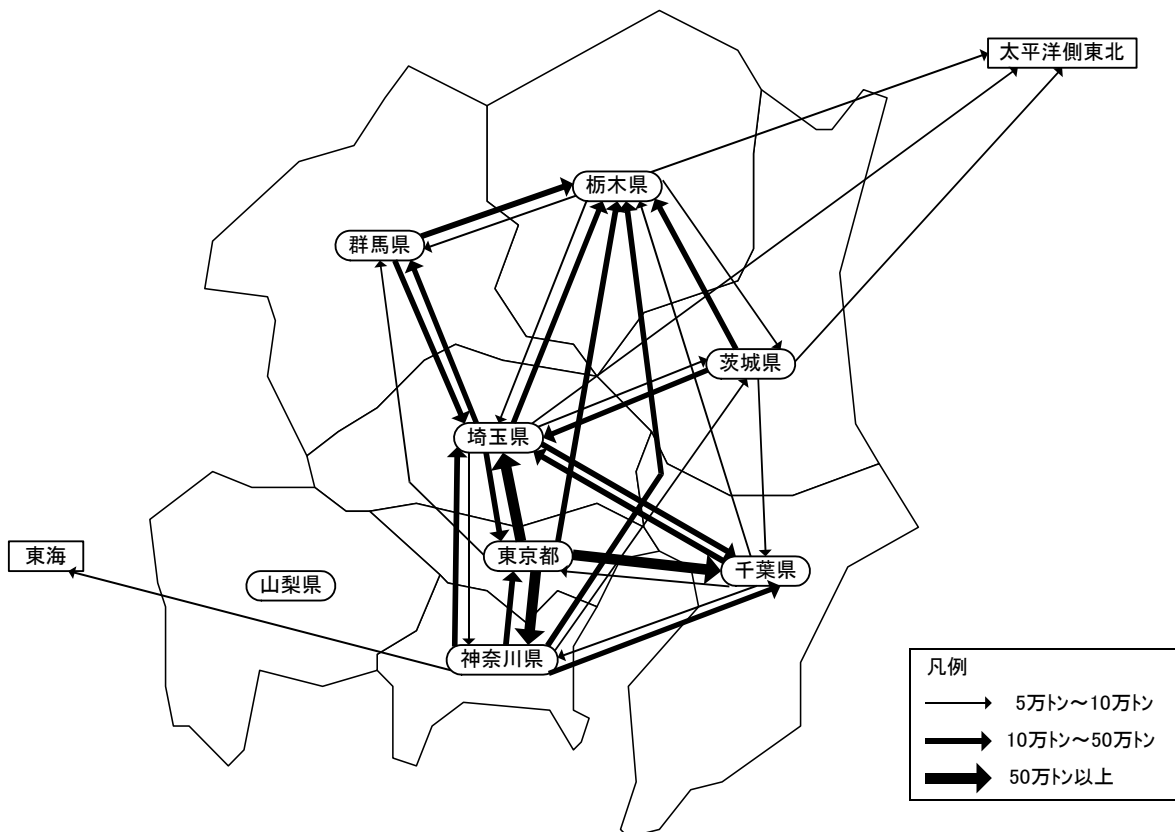 太平洋側東北
栃木県
群馬県
茨城県
埼玉県
東海
東京都
千葉県
山梨県
神奈川県
凡例
5万トン～10万トン
10万トン～50万トン
50万トン以上